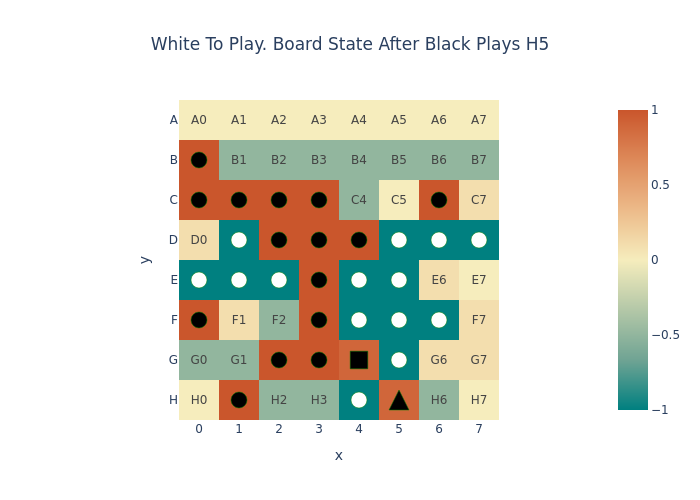 White To Play. Board State After Black Plays H5
A A0 A1 A2 A3 A4 A5 A6 A7
B B1 B2 B3 B4 B5 B6 B7
C C4 C5 C7
D D0
E E6 E7
F F1 F2 F7
G G0 G1 G6 G7
H H0 H2 H3 H6 H7
0 1 2 3 4 5 6 7
x
y
1
0.5
0
−0.5
−1